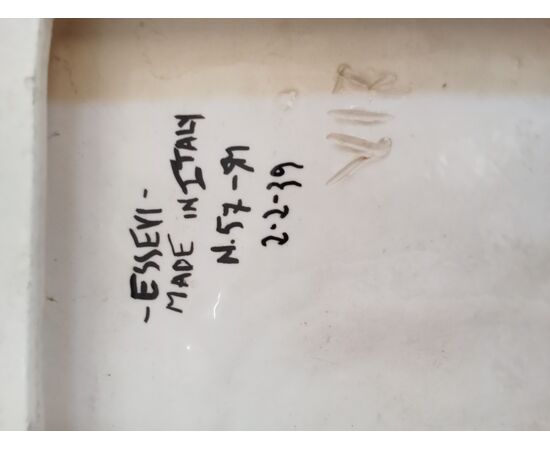 - ESSEVI -
MADE IN ITALY
N. 57 - 91
2-2-39